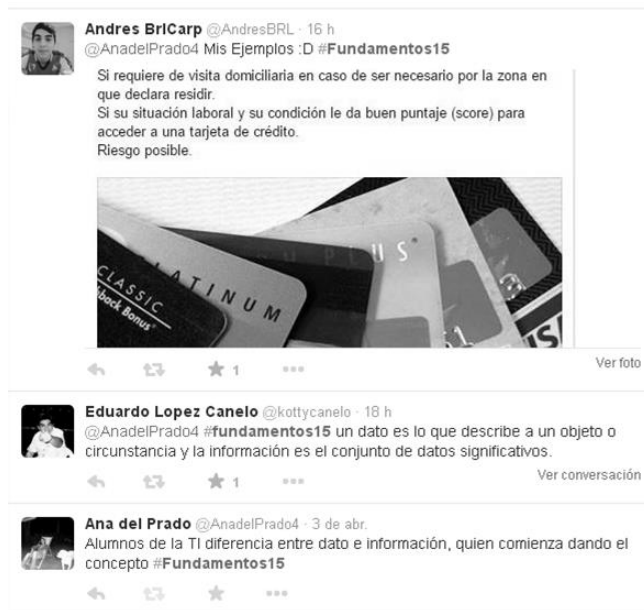 Andres BrlCarp @AndresBRL · 16 h
@AnadelPrado4 Mis Ejemplos :D #Fundamentos15
Si requiere de visita domiciliaria en caso de ser necesario por la zona en
que declara residir.
Si su situación laboral y su condición le da buen puntaje (score) para
acceder a una tarjeta de crédito.
Riesgo posible.
PLUS
PLATINUM
CLASSIC
Cashback Bonus
1
Ver foto
Eduardo Lopez Canelo @kottycanelo · 18 h
@AnadelPrado4 #fundamentos15 un dato es lo que describe a un objeto o
circunstancia y la información es el conjunto de datos significativos.
1
Ver conversación
Ana del Prado @AnadelPrado4 · 3 de abr.
Alumnos de la TI diferencia entre dato e información, quien comienza dando el
concepto #Fundamentos15